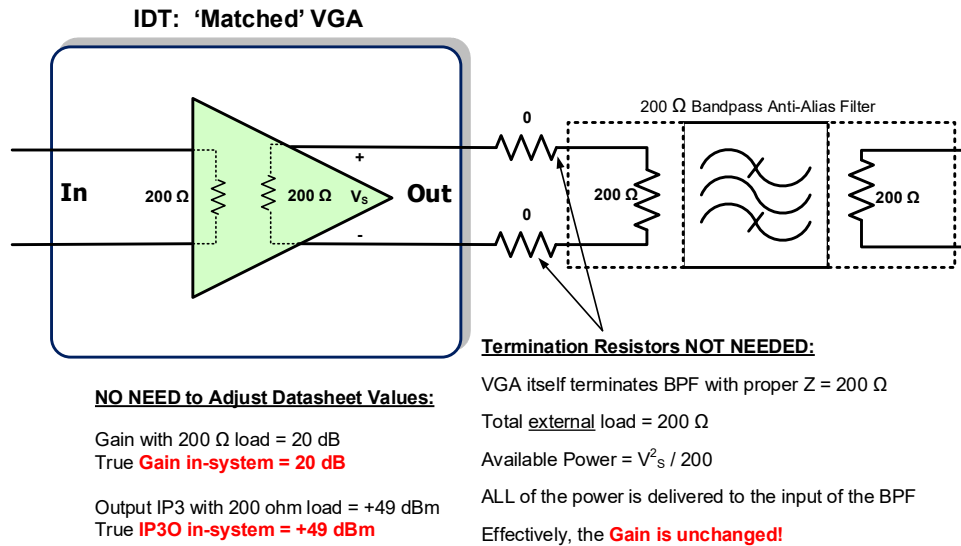 IDT:  ‘Matched’ VGA
200 Ω Bandpass Anti-Alias Filter
0
+
In
200 Ω
200 Ω
Vs
Out
200 Ω
200 Ω
0
-
Termination Resistors NOT NEEDED:
VGA itself terminates BPF with proper Z = 200 Ω
Total external load = 200 Ω
Available Power = V²s / 200
ALL of the power is delivered to the input of the BPF
Effectively, the Gain is unchanged!
NO NEED to Adjust Datasheet Values:
Gain with 200 Ω load = 20 dB
True Gain in-system = 20 dB
Output IP3 with 200 ohm load = +49 dBm
True IP3O in-system = +49 dBm